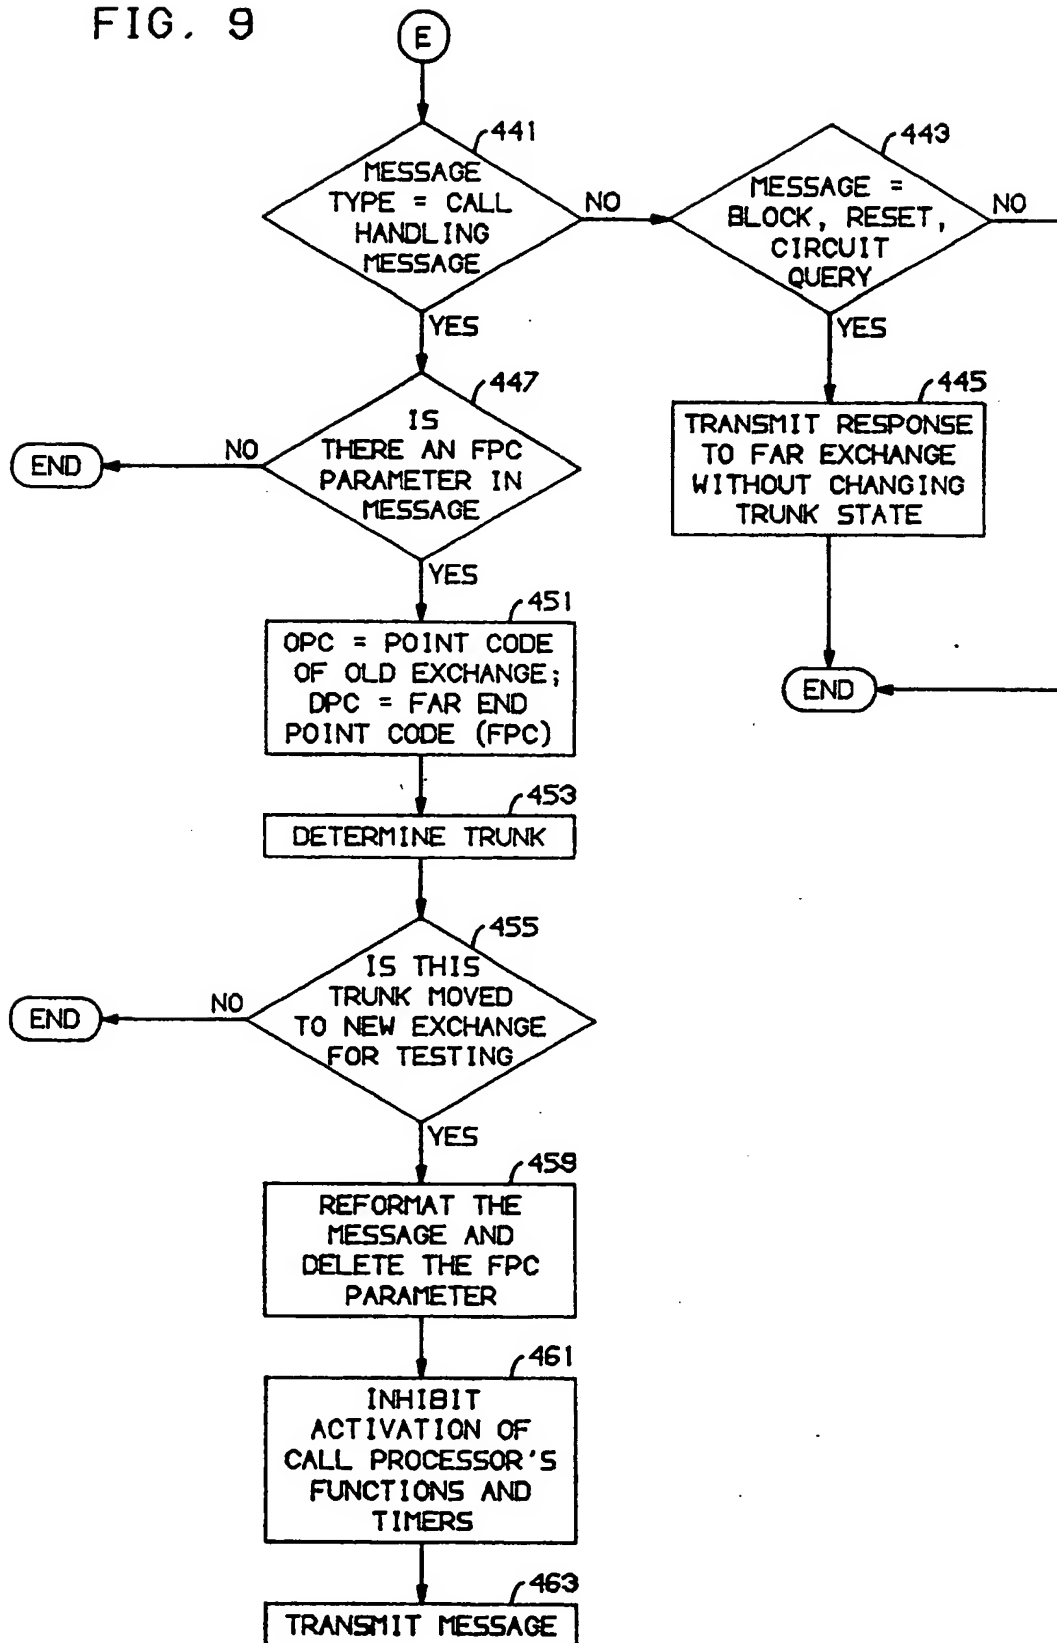 FIG. 9
E
441
MESSAGE
TYPE = CALL
HANDLING
MESSAGE
NO
YES
443
MESSAGE =
BLOCK, RESET,
CIRCUIT
QUERY
NO
YES
445
TRANSMIT RESPONSE
TO FAR EXCHANGE
WITHOUT CHANGING
TRUNK STATE
END
447
IS
THERE AN FPC
PARAMETER IN
MESSAGE
NO
END
YES
451
OPC = POINT CODE
OF OLD EXCHANGE;
DPC = FAR END
POINT CODE (FPC)
453
DETERMINE TRUNK
455
IS THIS
TRUNK MOVED
TO NEW EXCHANGE
FOR TESTING
NO
END
YES
459
REFORMAT THE
MESSAGE AND
DELETE THE FPC
PARAMETER
461
INHIBIT
ACTIVATION OF
CALL PROCESSOR'S
FUNCTIONS AND
TIMERS
463
TRANSMIT MESSAGE